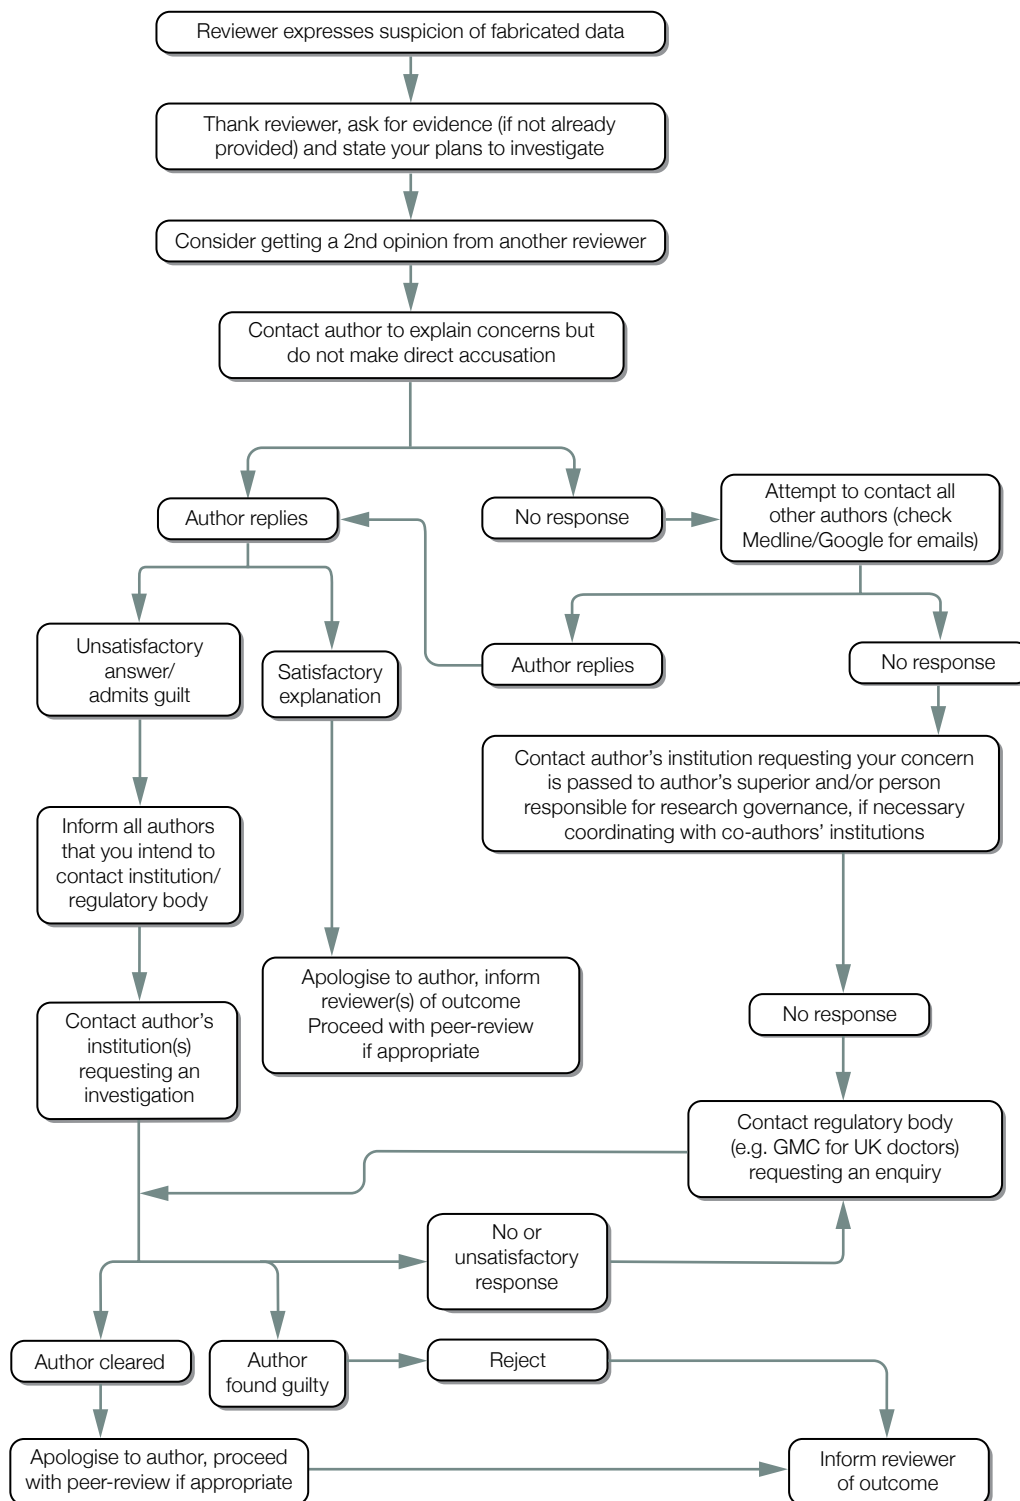 Reviewer expresses suspicion of fabricated data
Thank reviewer, ask for evidence (if not already
provided) and state your plans to investigate
Consider getting a 2nd opinion from another reviewer
Contact author to explain concerns but
do not make direct accusation
Author replies
No response
Attempt to contact all
other authors (check
Medline/Google for emails)
Unsatisfactory
answer/
admits guilt
Satisfactory
explanation
Author replies
No response
Contact author’s institution requesting your concern
is passed to author’s superior and/or person
responsible for research governance, if necessary
coordinating with co-authors’ institutions
Inform all authors
that you intend to
contact institution/
regulatory body
Apologise to author, inform
reviewer(s) of outcome
Proceed with peer-review
if appropriate
No response
Contact author’s
institution(s)
requesting an
investigation
Contact regulatory body
(e.g. GMC for UK doctors)
requesting an enquiry
No or
unsatisfactory
response
Author cleared
Author
found guilty
Reject
Apologise to author, proceed
with peer-review if appropriate
Inform reviewer
of outcome